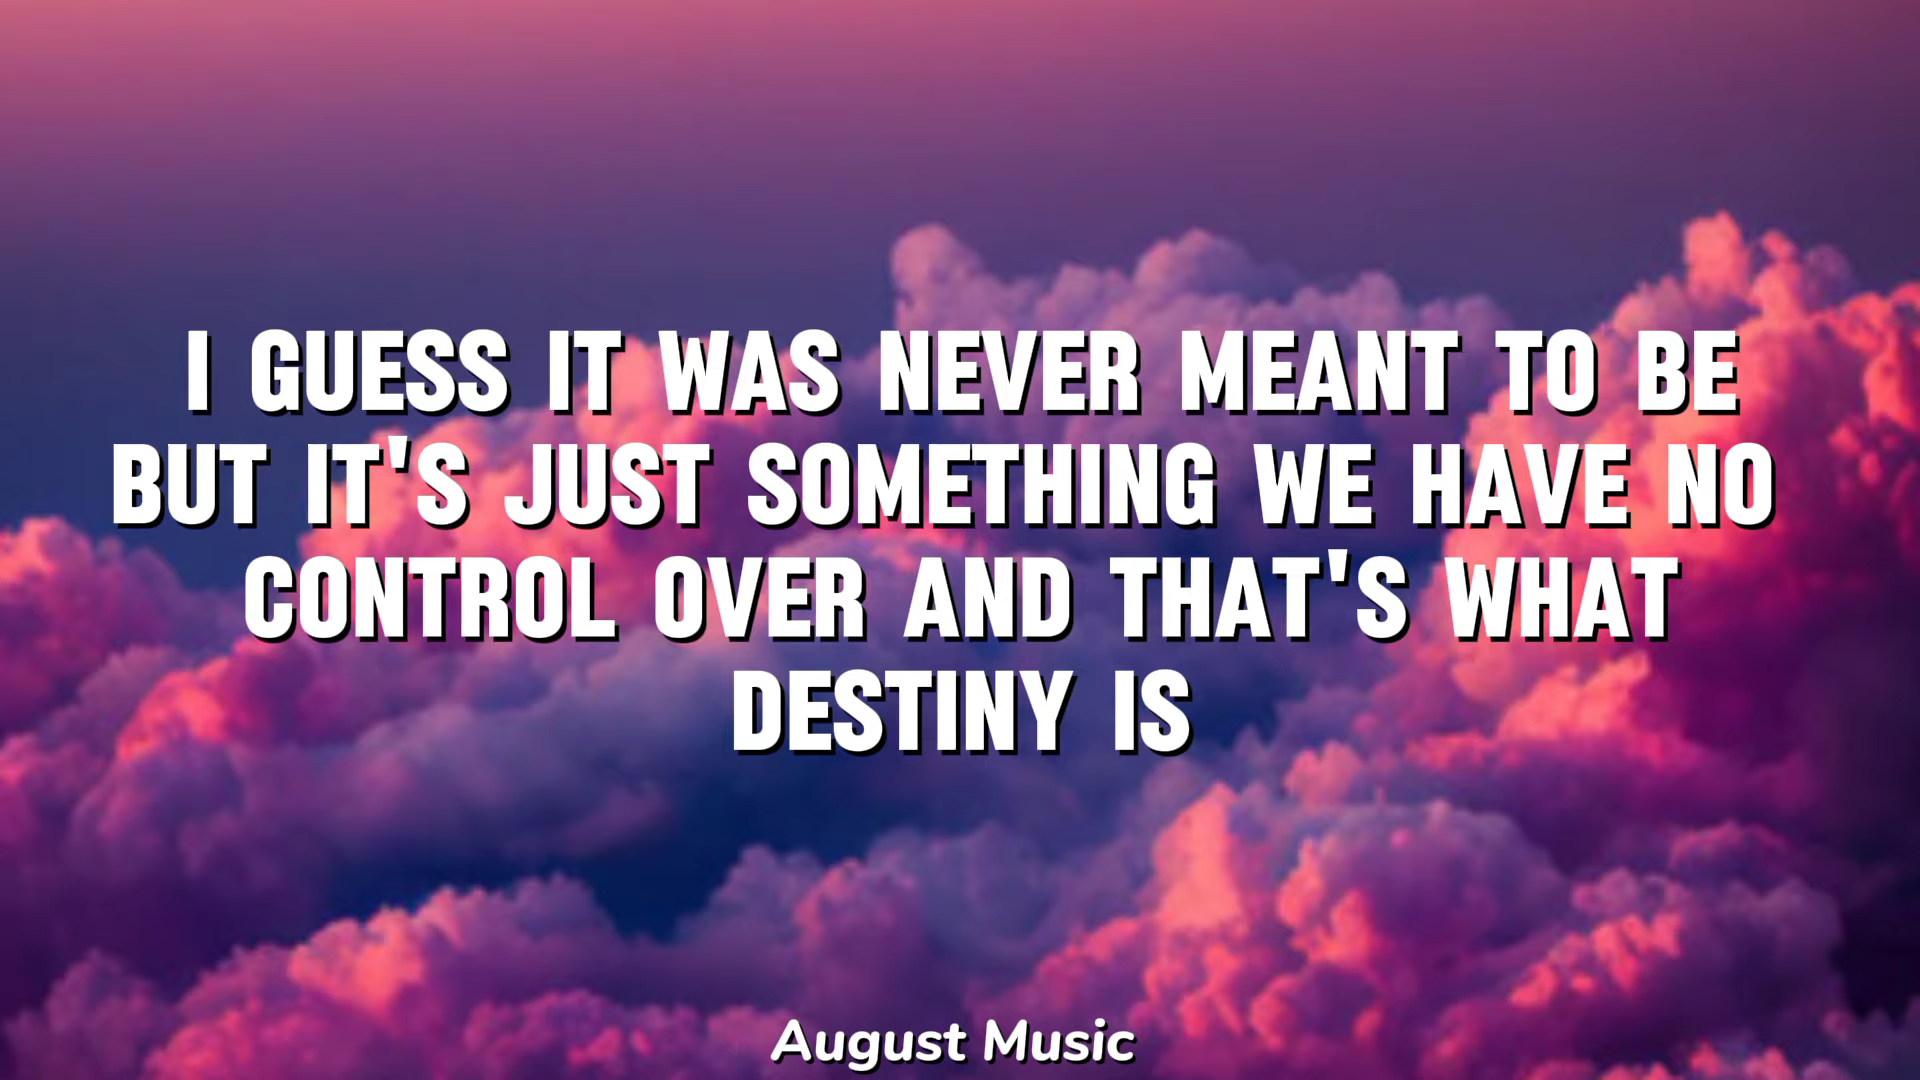 I GUESS IT WAS NEVER MEANT TO BE
BUT IT'S JUST SOMETHING WE HAVE NO
CONTROL OVER AND THAT'S WHAT
DESTINY IS
August Music